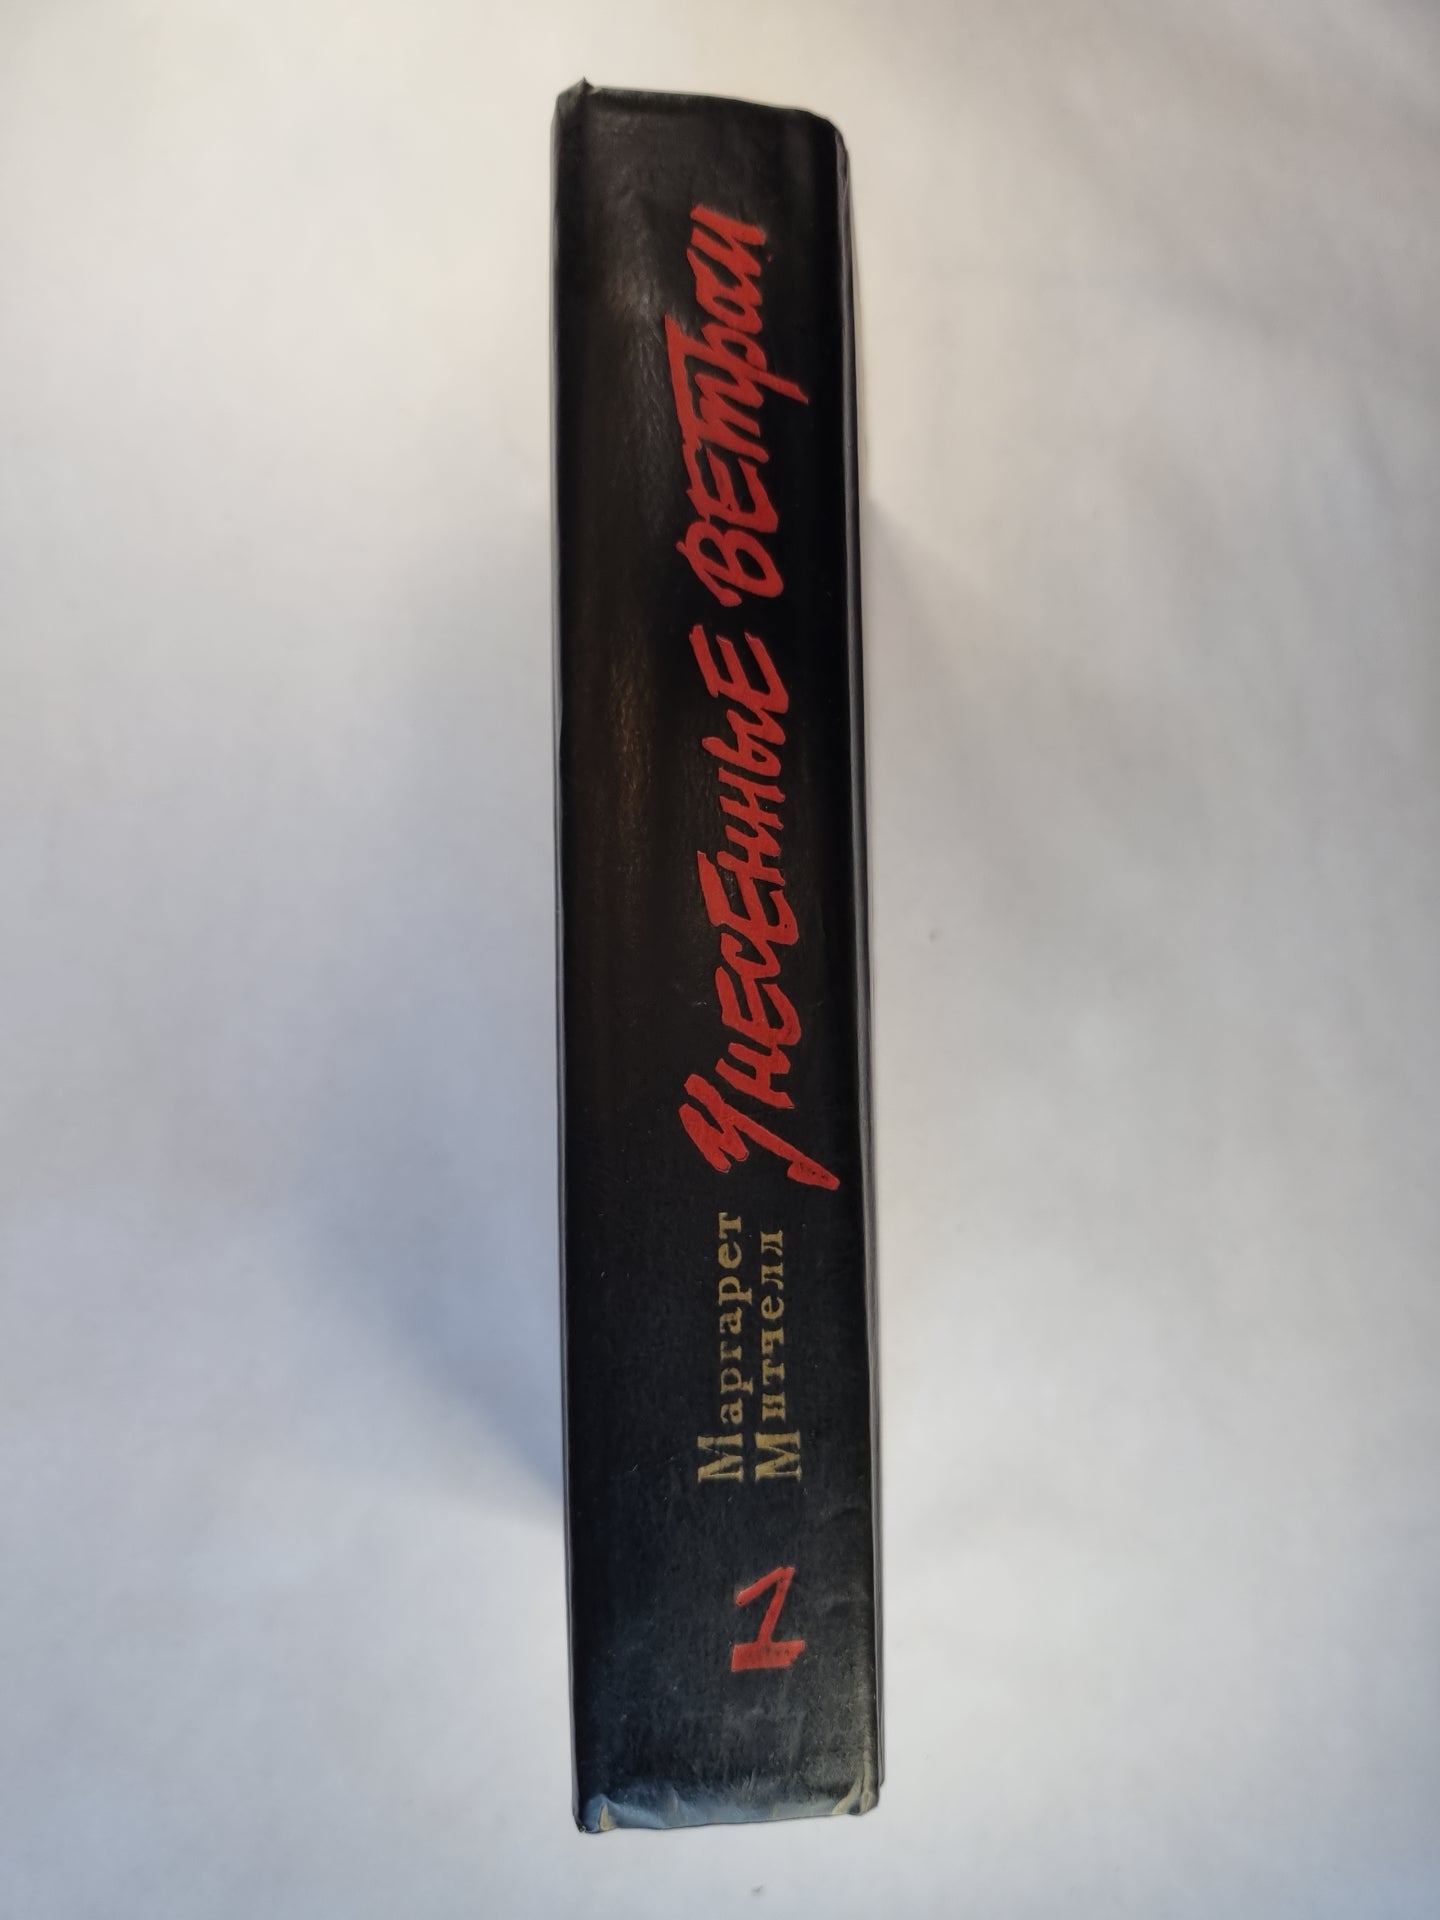 1
Маргарет
Митчелл
Унесенные ветром